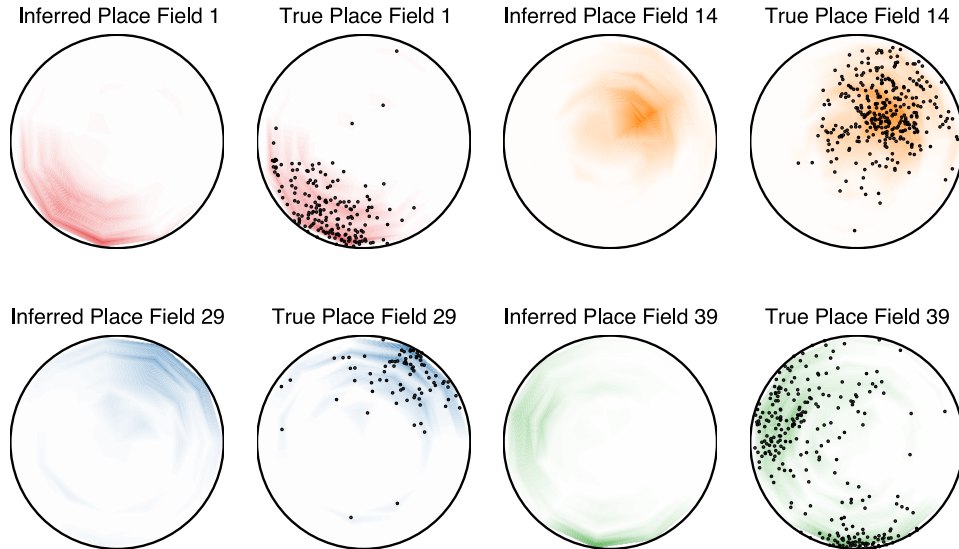 Inferred Place Field 1
True Place Field 1
Inferred Place Field 14
True Place Field 14
Inferred Place Field 29
True Place Field 29
Inferred Place Field 39
True Place Field 39